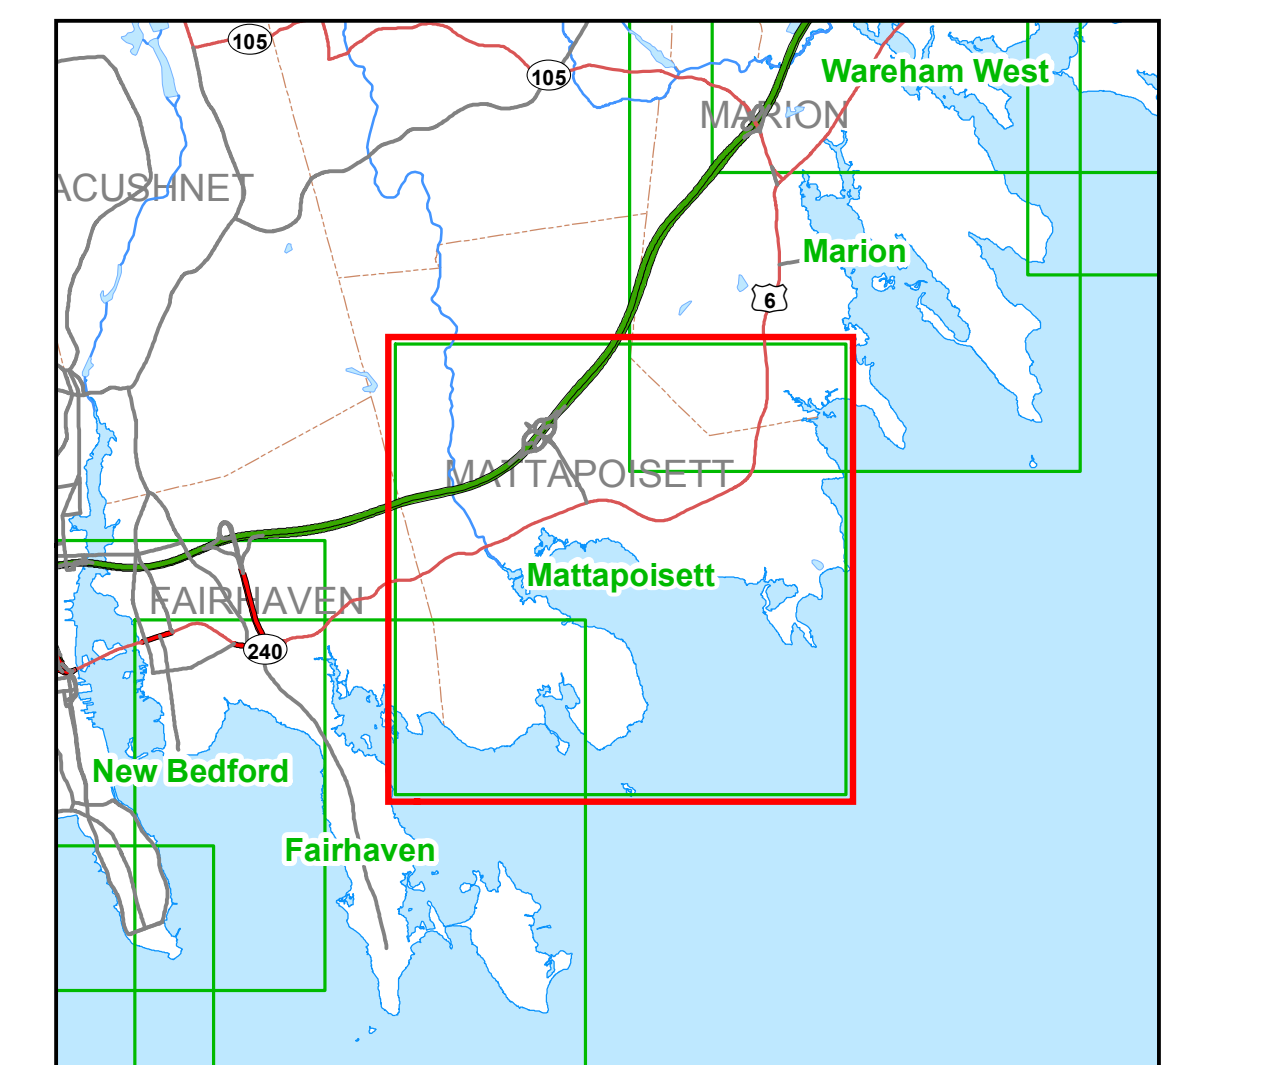 105
105
Wareham West
MARION
ACUSHNET
Marion
6
MATTAPOISETT
Mattapoisett
FAIRHAVEN
240
New Bedford
Fairhaven